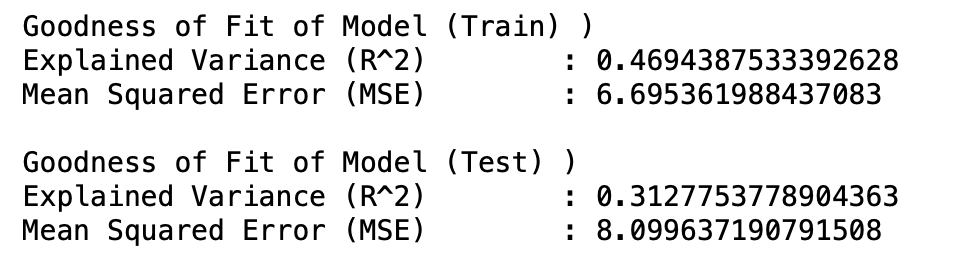 Goodness of Fit of Model (Train) )
Explained Variance (R^2) : 0.4694387533392628
Mean Squared Error (MSE) : 6.695361988437083
Goodness of Fit of Model (Test) )
Explained Variance (R^2) : 0.3127753778904363
Mean Squared Error (MSE) : 8.099637190791508